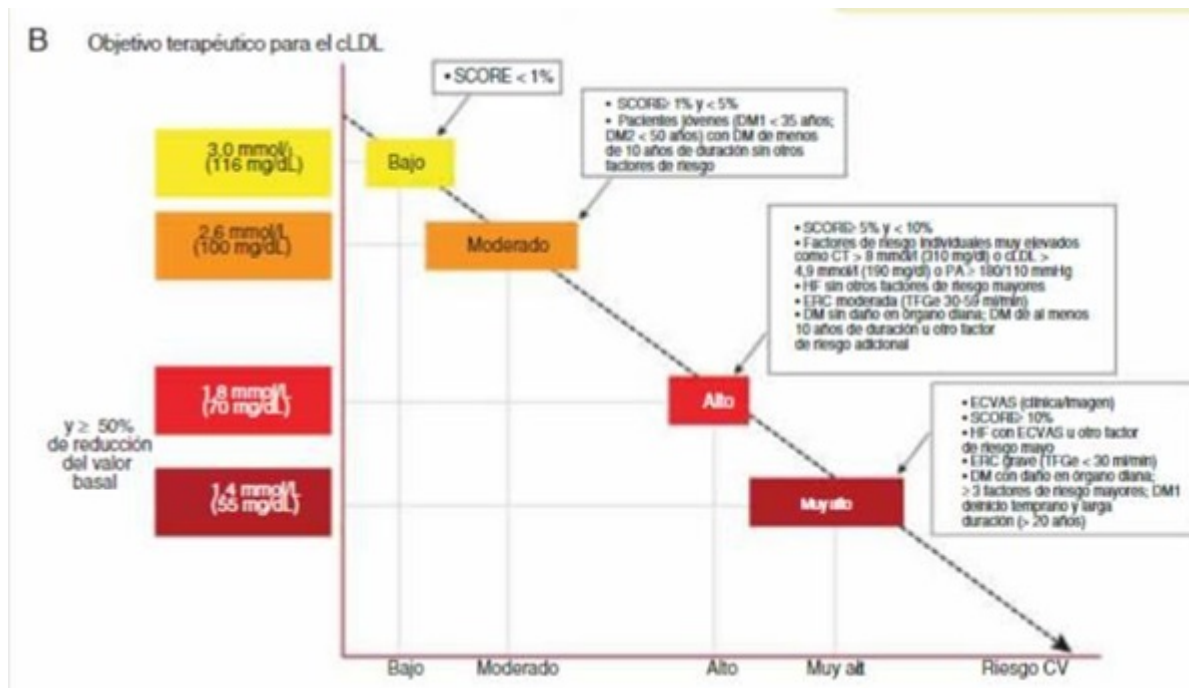 B Objetivo terapéutico para el cLDL
• SCORE < 1%
• SCORE≥ 1% y < 5%
• Pacientes jóvenes (DM1 < 35 años;
DM2 < 50 años) con DM de menos
de 10 años de duración sin otros
factores de riesgo
3,0 mmol/
(116 mg/dL)
Bajo
2,6 mmol/l
(100 mg/dL)
Moderado
• SCORE≥ 5% y < 10%
• Factores de riesgo individuales muy elevados
como CT > 8 mmol/l (310 mg/dl) o cLDL >
4,9 mmol/l (190 mg/dl) o PA ≥ 180/110 mmHg
• HF sin otros factores de riesgo mayores
• ERC moderada (TFGe 30-59 ml/min)
• DM sin daño en órgano diana; DM de al menos
10 años de duración u otro factor
de riesgo adicional
1,8 mmol/L
(70 mg/dL)
Alto
y ≥ 50%
de reducción
del valor
basal
1,4 mmol/L
(55 mg/dL)
Muy alto
• ECVAS (clínica/imagen)
• SCORE≥ 10%
• HF con ECVAS u otro factor
de riesgo mayo
• ERC grave (TFGe < 30 ml/min)
• DM con daño en órgano diana;
≥ 3 factores de riesgo mayores; DM1
deinicio temprano y larga
duración (> 20 años)
Bajo
Moderado
Alto
Muy alt
Riesgo CV